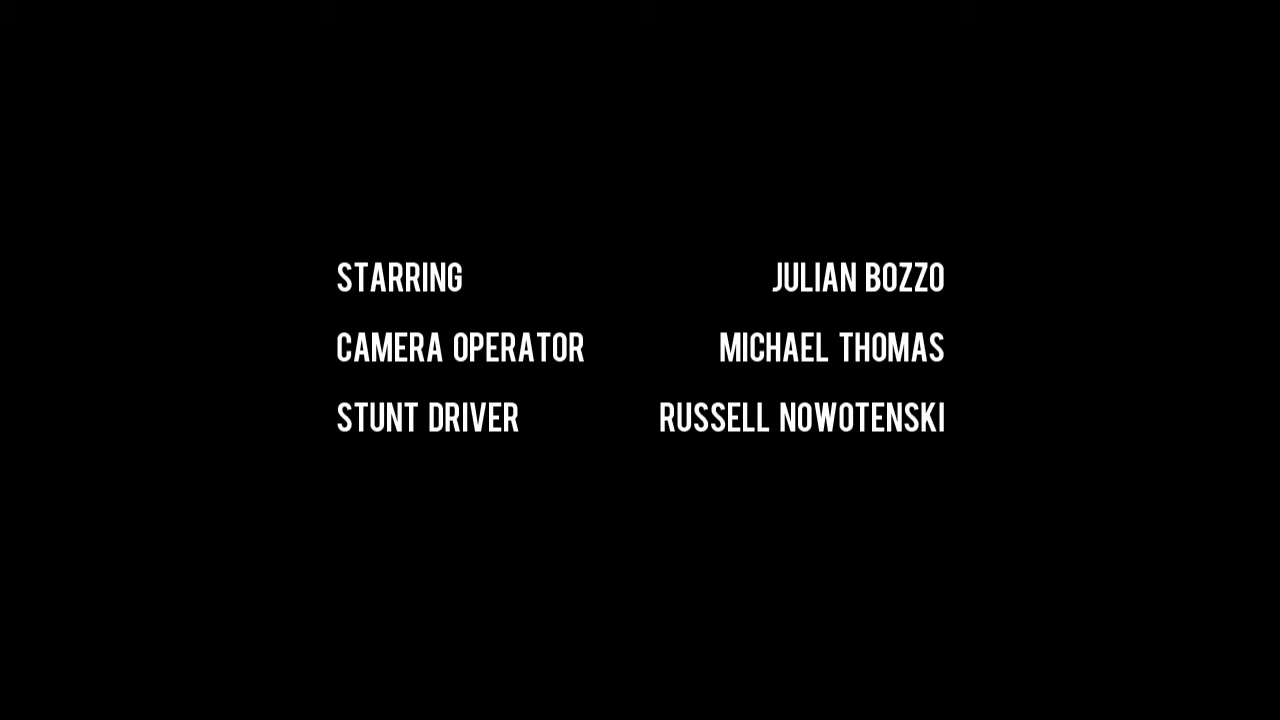 STARRING JULIAN BOZZO
CAMERA OPERATOR MICHAEL THOMAS
STUNT DRIVER RUSSELL NOWOTENSKI